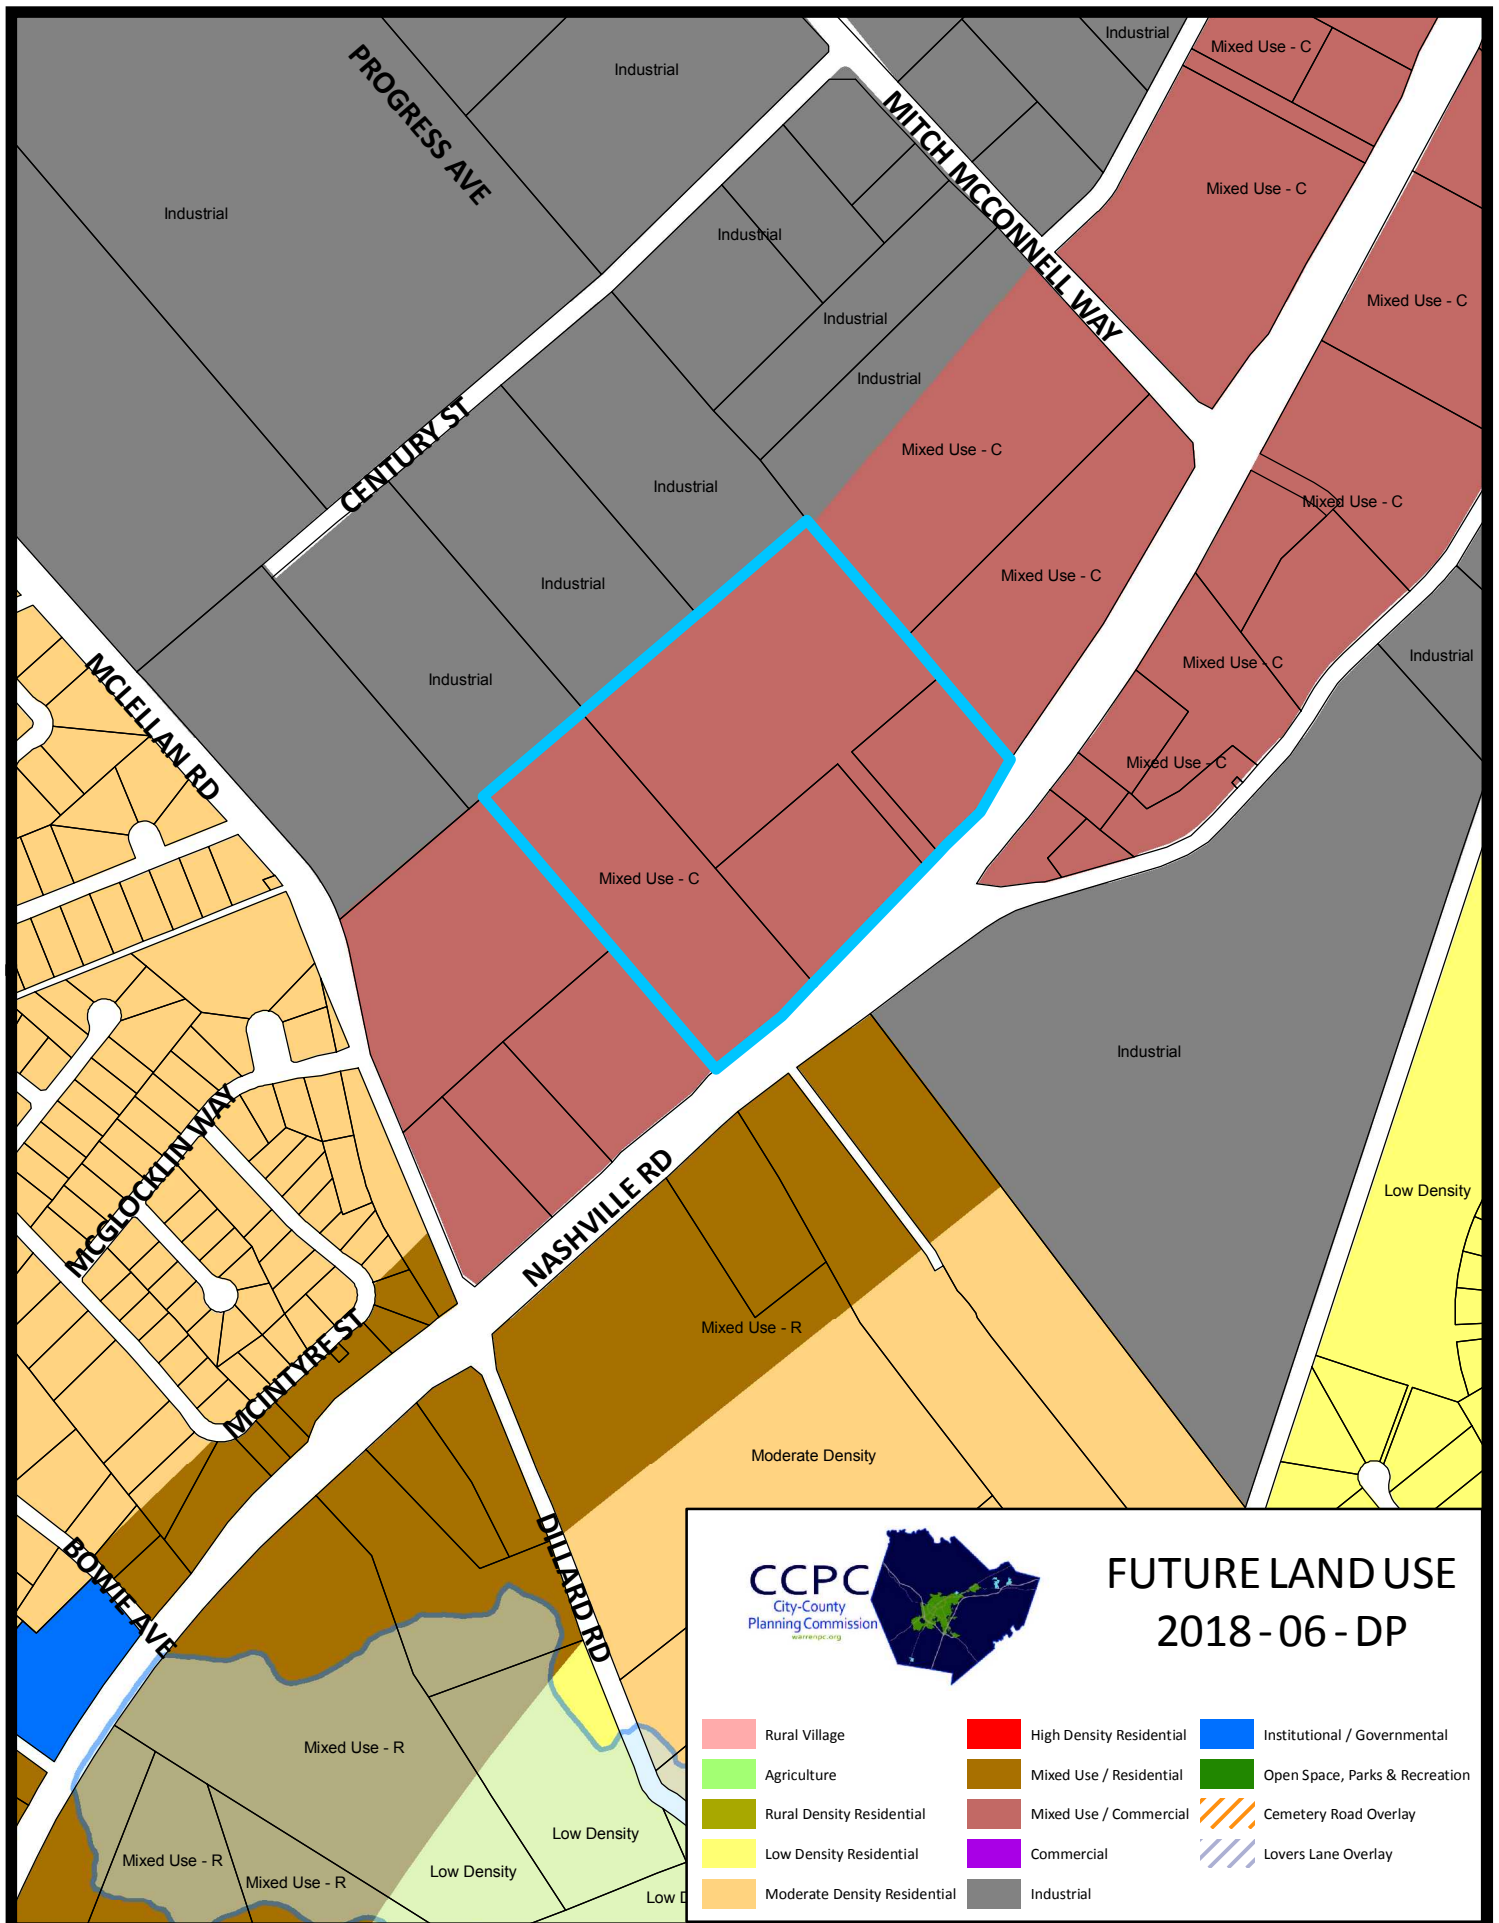 Industrial
Mixed Use - C
Industrial
PROGRESS AVE
MITCH MCCONNELL WAY
Mixed Use - C
Industrial
Industrial
Mixed Use - C
Industrial
Industrial
CENTURY ST
Mixed Use - C
Industrial
Mixed Use - C
Industrial
Mixed Use - C
Industrial
Mixed Use - C
Industrial
MCLELLAN RD
Mixed Use - C
Mixed Use - C
Industrial
MCGLOCKLIN WAY
NASHVILLE RD
Low Density
Mixed Use - R
MCINTYRE ST
Moderate Density
BOWIE AVE
DILLARD RD
Mixed Use - R
Low Density
Mixed Use - R
Mixed Use - R
Low Density
Low D
CCPC
City-County
Planning Commission
warrenpc.org
FUTURE LAND USE
2018 - 06 - DP
Rural Village
Agriculture
Rural Density Residential
Low Density Residential
Moderate Density Residential
High Density Residential
Mixed Use / Residential
Mixed Use / Commercial
Commercial
Industrial
Institutional / Governmental
Open Space, Parks & Recreation
Cemetery Road Overlay
Lovers Lane Overlay